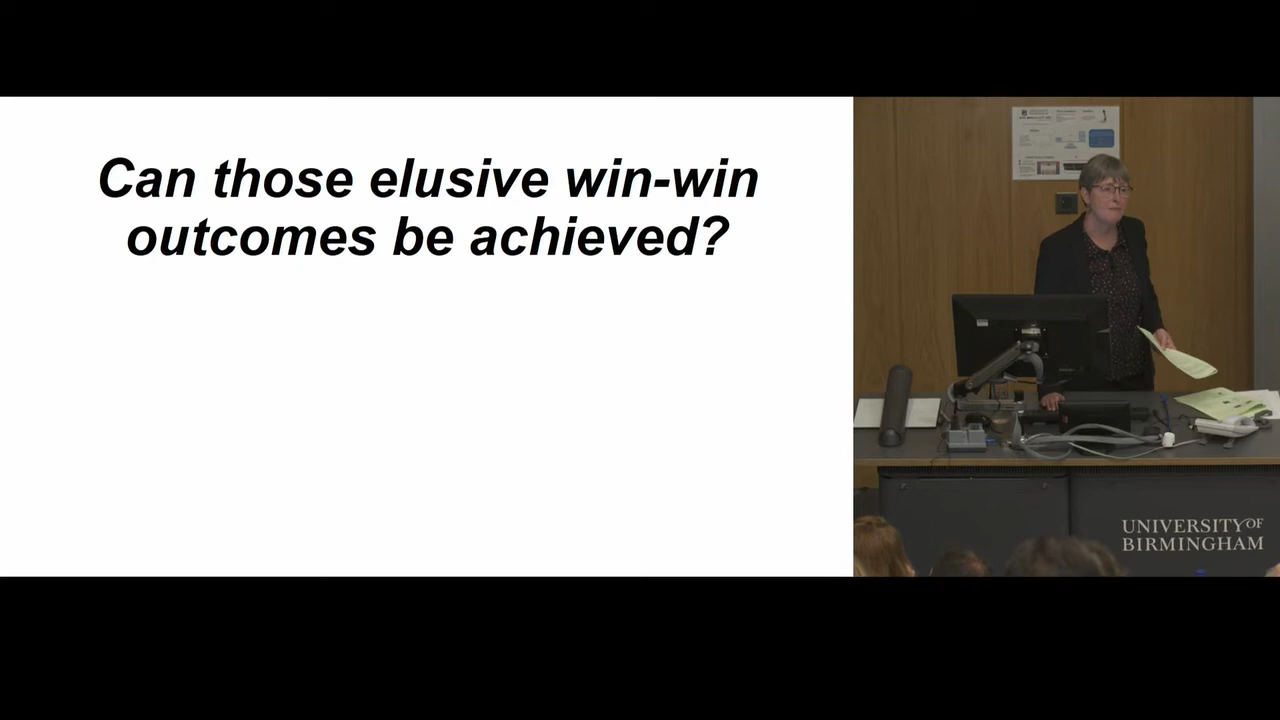 Can those elusive win-win
outcomes be achieved?
UNIVERSITY OF
BIRMINGHAM